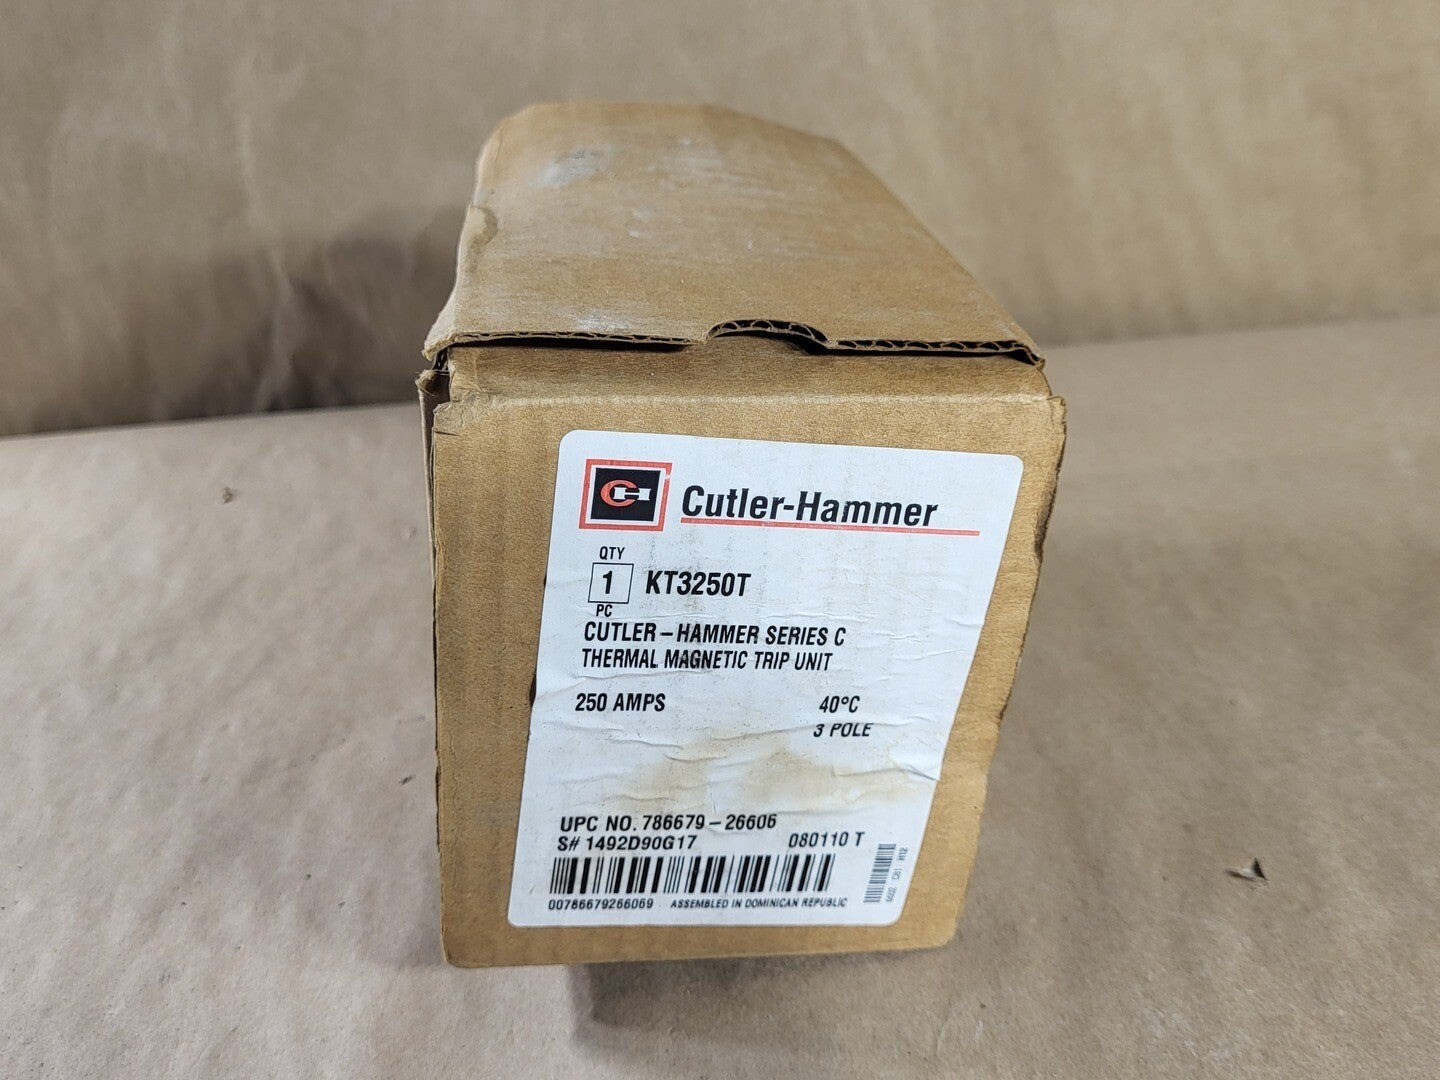 CH Cutler-Hammer
QTY
1 KT3250T
PC
CUTLER-HAMMER SERIES C
THERMAL MAGNETIC TRIP UNIT
250 AMPS 40°C
3 POLE
UPC NO. 786679-26606
S# 1492D90G17 080110 T
00786679266069 ASSEMBLED IN DOMINICAN REPUBLIC